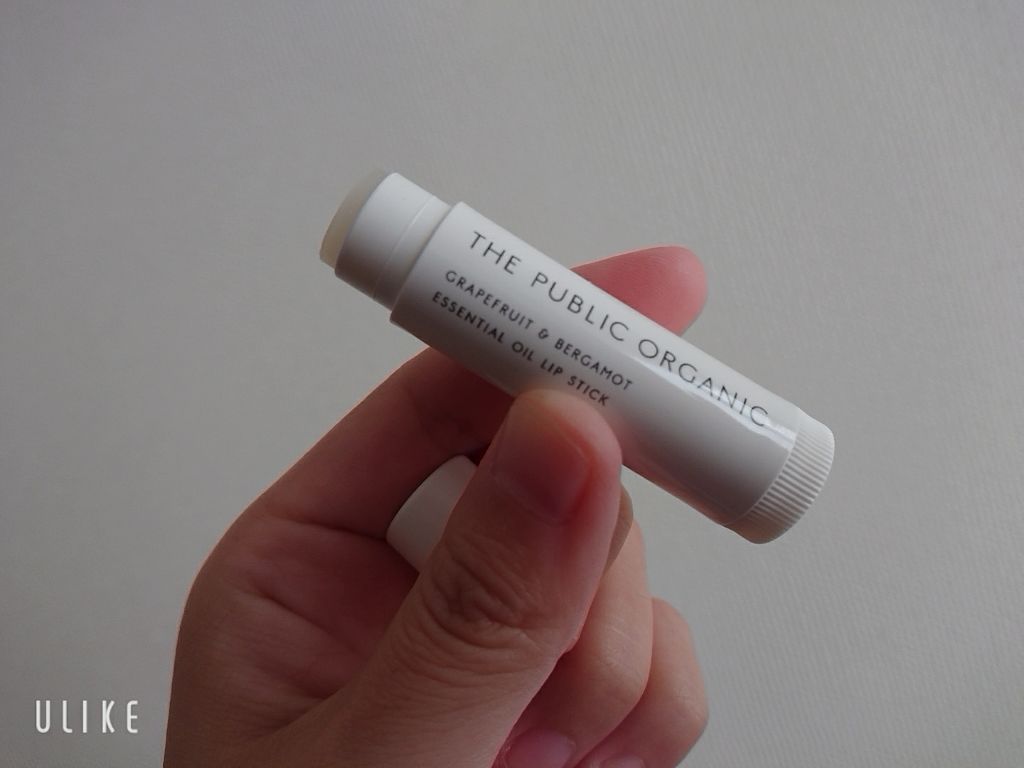 THE PUBLIC ORGANIC
GRAPEFRUIT & BERGAMOT
ESSENTIAL OIL LIP STICK
ULIKE